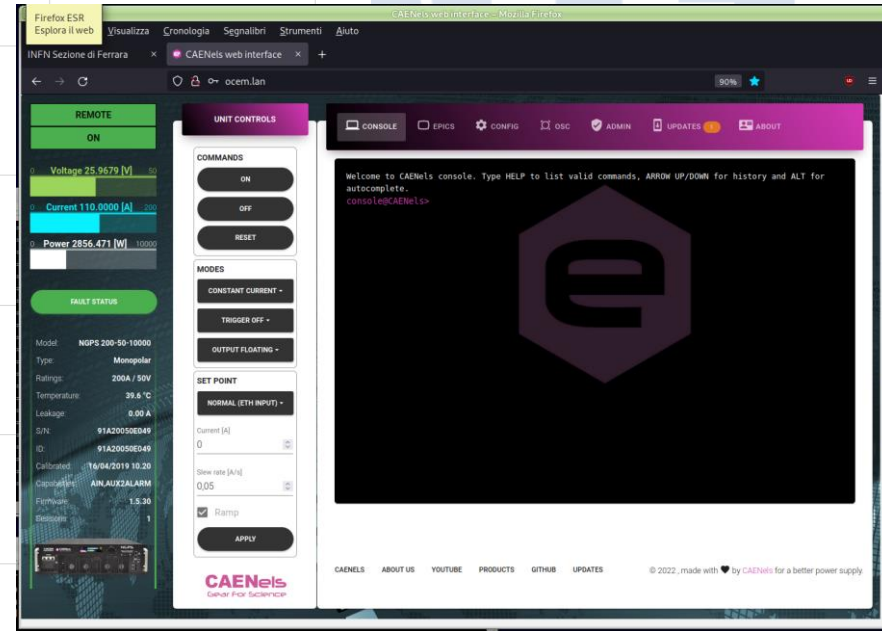 CAENels web interface – Mozilla Firefox
Firefox ESR
Esplora il web Visualizza Cronologia Segnalibri Strumenti Aiuto
INFN Sezione di Ferrara × CAENels web interface × +
ocem.lan 90%
REMOTE
ON
0 Voltage 25.9679 [V] 50
0 Current 110.0000 [A] 200
0 Power 2856.471 [W] 10000
FAULT STATUS
Model: NGPS 200-50-10000
Type: Monopolar
Ratings: 200A / 50V
Temperature: 39.6 °C
Leakage: 0.00 A
S/N: 91A20050E049
ID: 91A20050E049
Calibrated: 16/04/2019 10.20
Capabilities: AIN,AUX2ALARM
Firmware: 1.5.30
1
UNIT CONTROLS
COMMANDS
ON
OFF
RESET
MODES
CONSTANT CURRENT
TRIGGER OFF
OUTPUT FLOATING
SET POINT
NORMAL (ETH INPUT)
Current [A]
0
Slew rate [A/s]
0,05
Ramp
APPLY
CAENels
Gear For Science
CONSOLE EPICS CONFIG OSC ADMIN UPDATES 1 ABOUT
Welcome to CAENels console. Type HELP to list valid commands, ARROW UP/DOWN for history and ALT for
autocomplete.
console@CAENels>
CAENELS ABOUT US YOUTUBE PRODUCTS GITHUB UPDATES © 2022 , made with ♥ by CAENels for a better power supply.